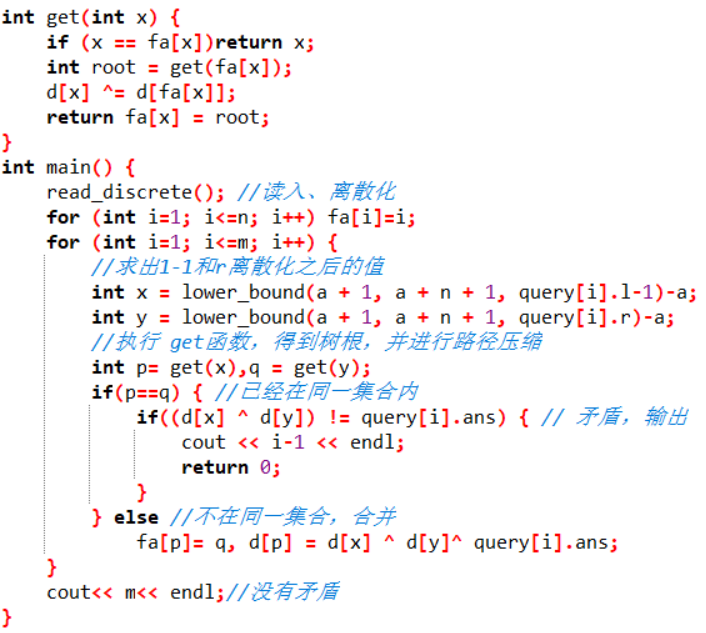 int get(int x) {
    if (x == fa[x])return x;
    int root = get(fa[x]);
    d[x] ^= d[fa[x]];
    return fa[x] = root;
}
int main() {
    read_discrete(); //读入、离散化
    for (int i=1; i<=n; i++) fa[i]=i;
    for (int i=1; i<=m; i++) {
        //求出1-1和r离散化之后的值
        int x = lower_bound(a + 1, a + n + 1, query[i].l-1)-a;
        int y = lower_bound(a + 1, a + n + 1, query[i].r)-a;
        //执行 get函数，得到树根，并进行路径压缩
        int p= get(x),q = get(y);
        if(p==q) { //已经在同一集合内
            if((d[x] ^ d[y]) != query[i].ans) { // 矛盾，输出
                cout << i-1 << endl;
                return 0;
            }
        } else //不在同一集合，合并
            fa[p]= q, d[p] = d[x] ^ d[y]^ query[i].ans;
    }
    cout<< m<< endl;//没有矛盾
}